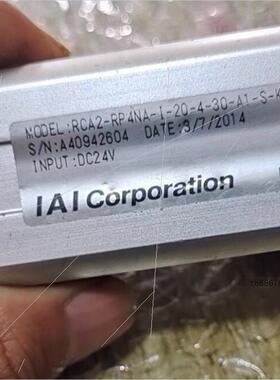 MODEL:RCA2-RP4NA-I-20-4-30-A1-S-K
S/N:A40942604 DATE:3/7/2014
INPUT:DC24V
IAI Corporation